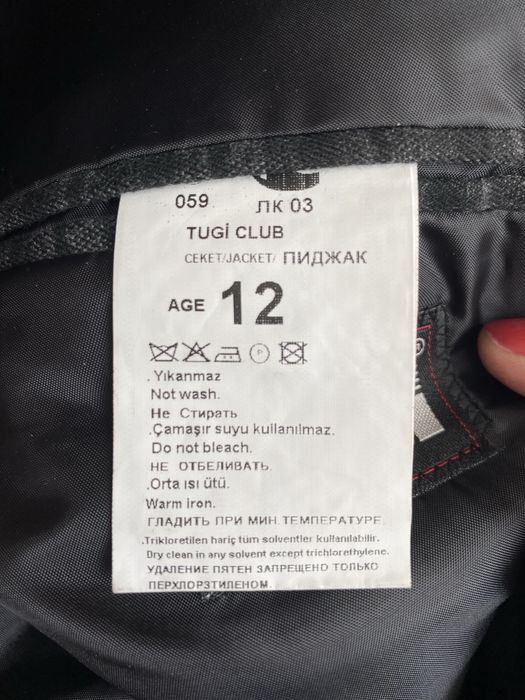 059 ЛК 03
TUGİ CLUB
CEKET/JACKET/ ПИДЖАК
AGE 12
P
. Yıkanmaz
Not wash.
Не Стирать
.Çamaşır suyu kullanılmaz.
Do not bleach.
НЕ ОТБЕЛИВАТЬ.
.Orta ısı ütü.
Warm iron.
ГЛАДИТЬ ПРИ МИН.ТЕМПЕРАТУРЕ.
.Trikloretilen hariç tüm solventler kullanılabilir.
Dry clean in any solvent except trichlorethylene.
УДАЛЕНИЕ ПЯТЕН ЗАПРЕЩЕНО ТОЛЬКО
ПЕРХЛОРЗТИЛЕНОМ.